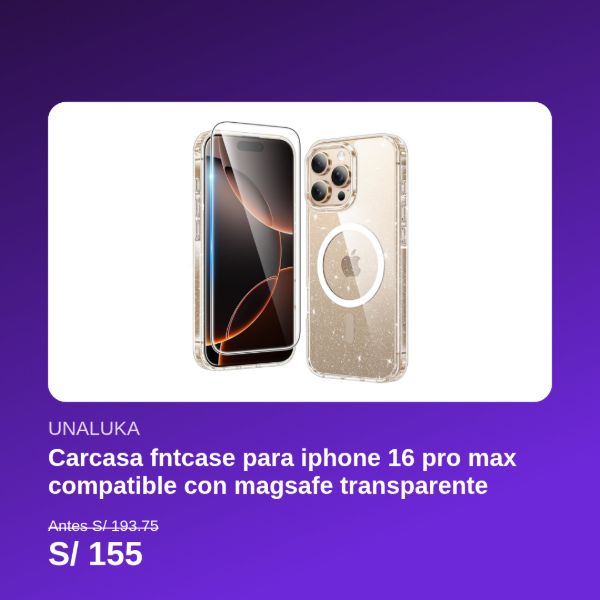 UNALUKA
Carcasa fntcase para iphone 16 pro max
compatible con magsafe transparente
Antes S/ 193.75
S/ 155